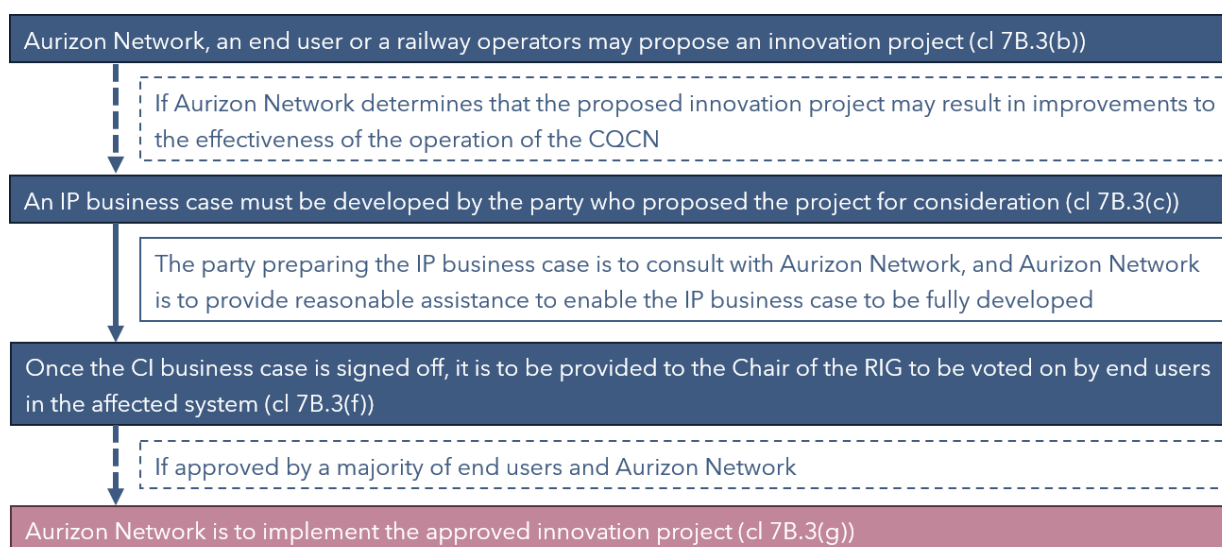 Aurizon Network, an end user or a railway operators may propose an innovation project (cl 7B.3(b))
If Aurizon Network determines that the proposed innovation project may result in improvements to
the effectiveness of the operation of the CQCN
An IP business case must be developed by the party who proposed the project for consideration (cl 7B.3(c))
The party preparing the IP business case is to consult with Aurizon Network, and Aurizon Network
is to provide reasonable assistance to enable the IP business case to be fully developed
Once the CI business case is signed off, it is to be provided to the Chair of the RIG to be voted on by end users
in the affected system (cl 7B.3(f))
If approved by a majority of end users and Aurizon Network
Aurizon Network is to implement the approved innovation project (cl 7B.3(g))